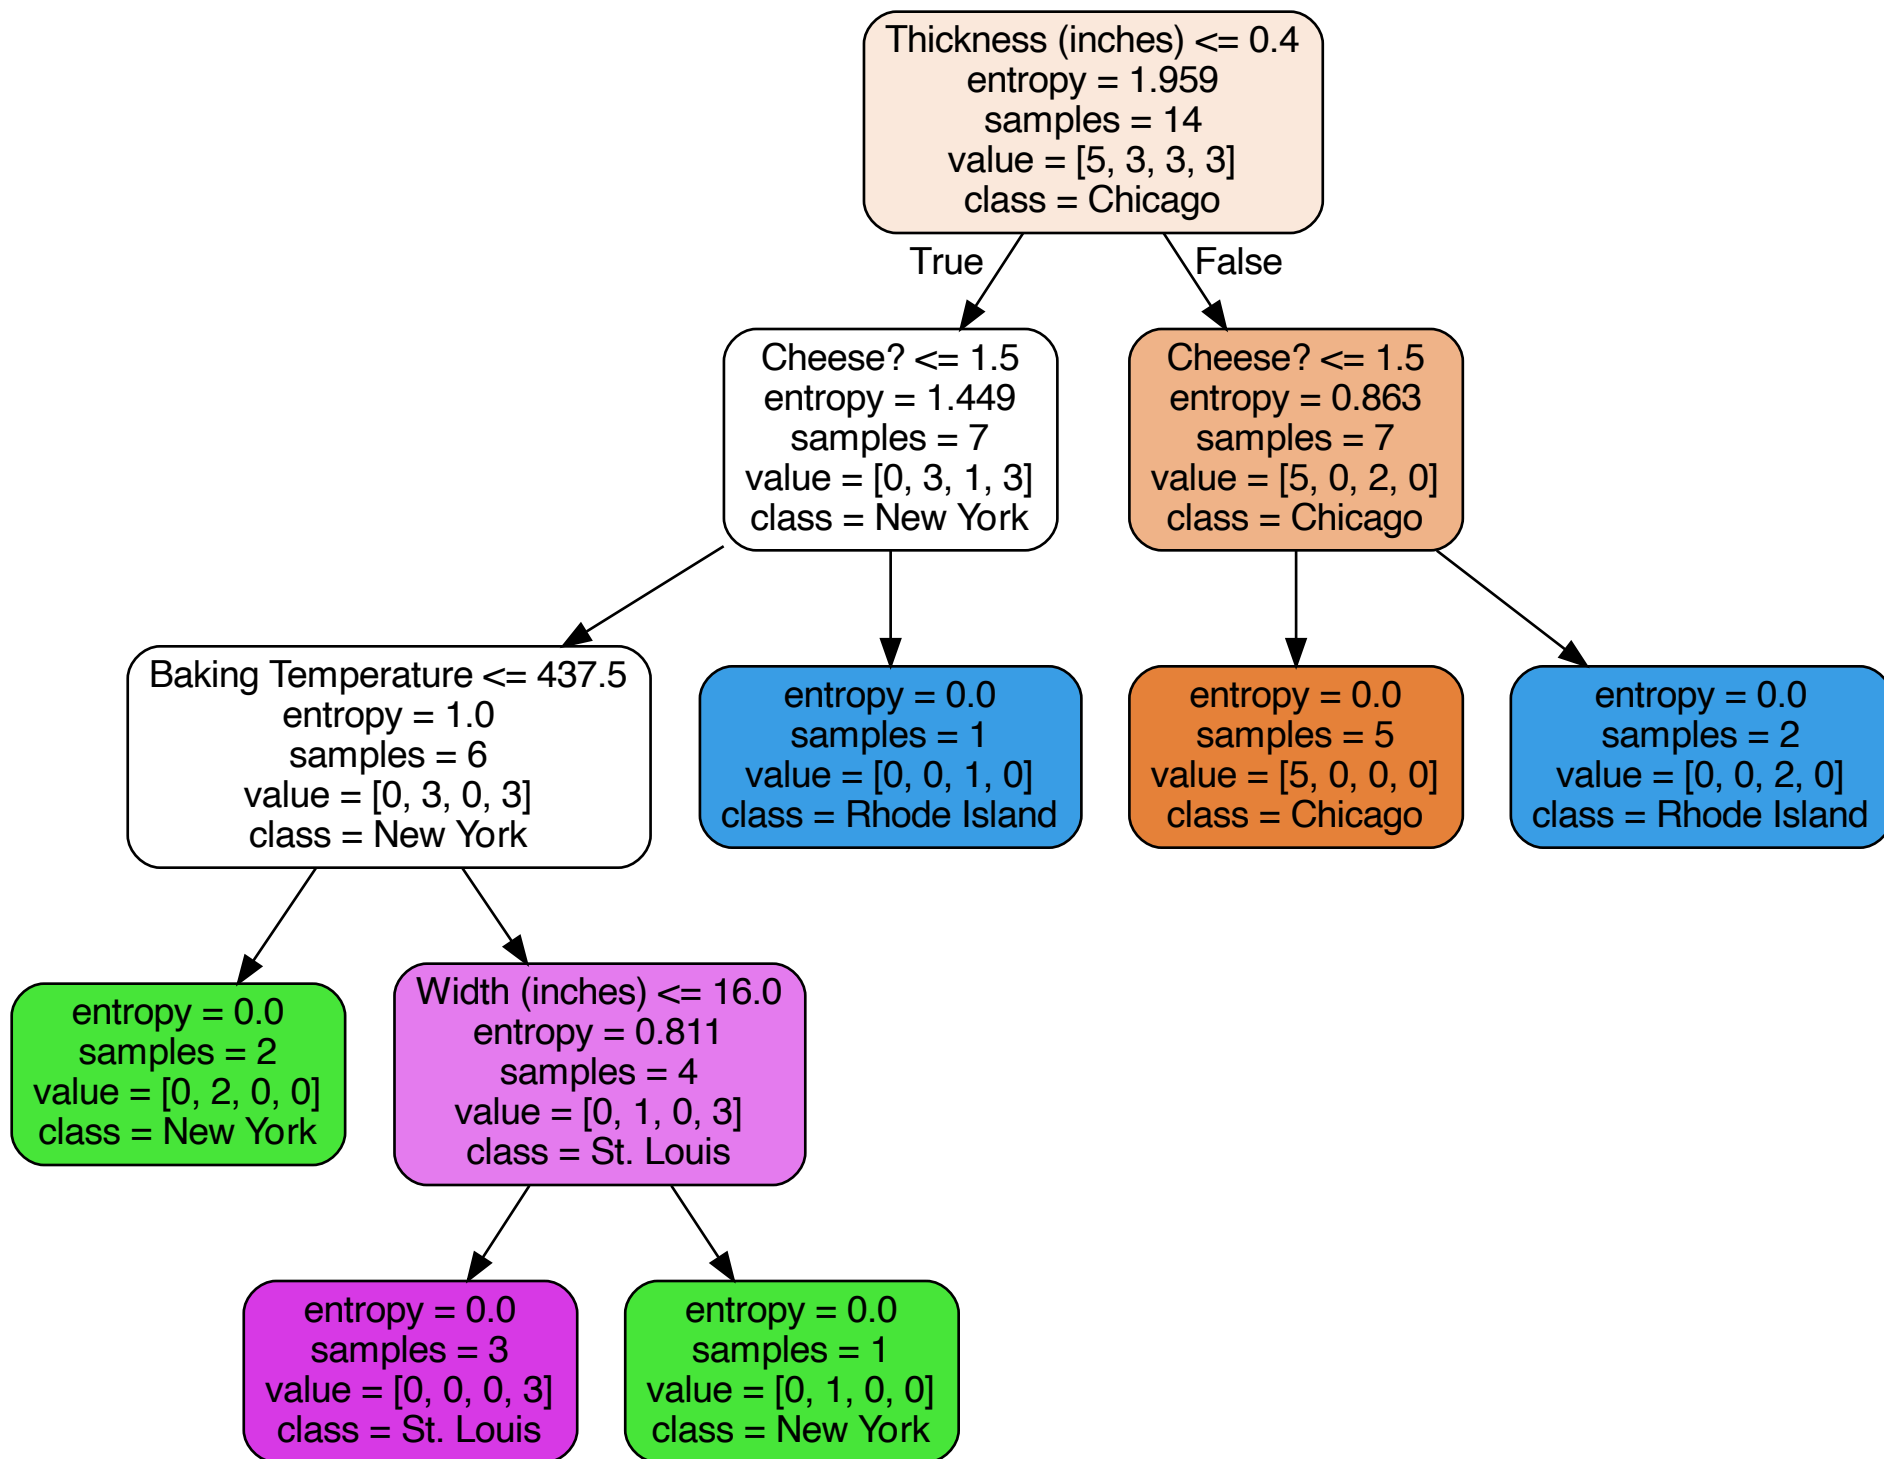 Thickness (inches) <= 0.4
entropy = 1.959
samples = 14
value = [5, 3, 3, 3]
class = Chicago
True
False
Cheese? <= 1.5
entropy = 1.449
samples = 7
value = [0, 3, 1, 3]
class = New York
Cheese? <= 1.5
entropy = 0.863
samples = 7
value = [5, 0, 2, 0]
class = Chicago
Baking Temperature <= 437.5
entropy = 1.0
samples = 6
value = [0, 3, 0, 3]
class = New York
entropy = 0.0
samples = 1
value = [0, 0, 1, 0]
class = Rhode Island
entropy = 0.0
samples = 5
value = [5, 0, 0, 0]
class = Chicago
entropy = 0.0
samples = 2
value = [0, 0, 2, 0]
class = Rhode Island
entropy = 0.0
samples = 2
value = [0, 2, 0, 0]
class = New York
Width (inches) <= 16.0
entropy = 0.811
samples = 4
value = [0, 1, 0, 3]
class = St. Louis
entropy = 0.0
samples = 3
value = [0, 0, 0, 3]
class = St. Louis
entropy = 0.0
samples = 1
value = [0, 1, 0, 0]
class = New York